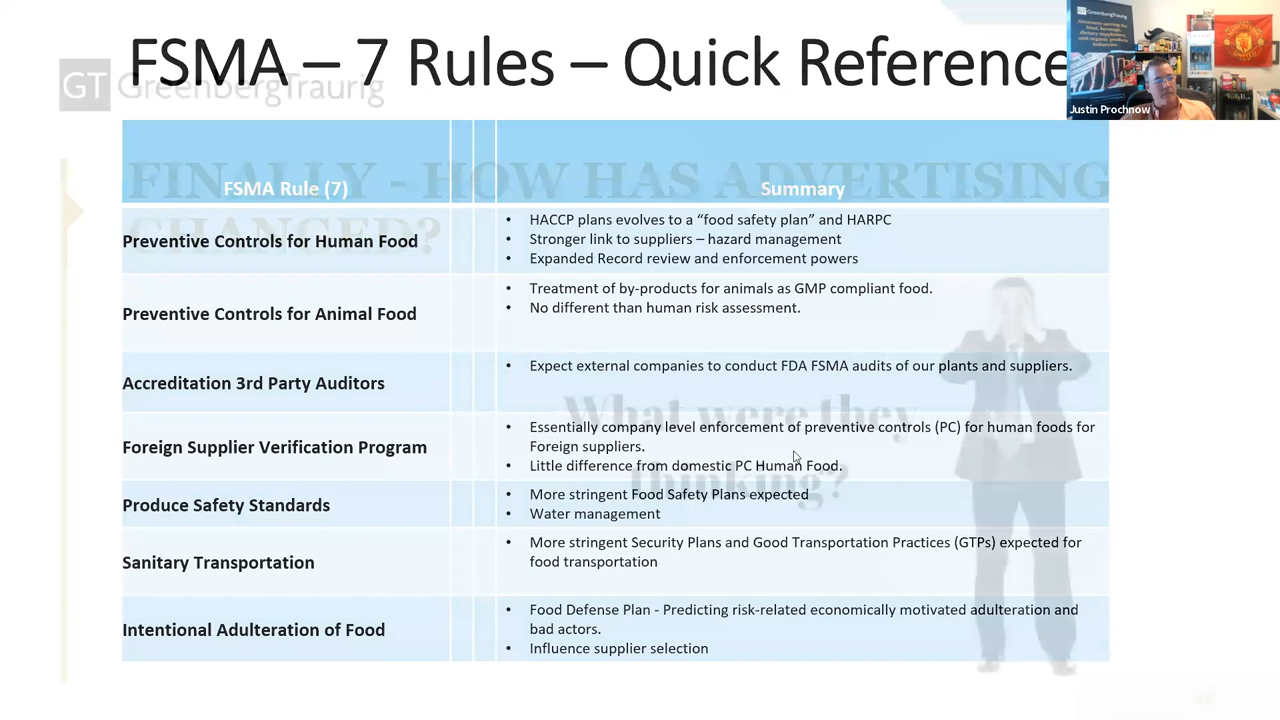 FSMA – 7 Rules – Quick Reference
GT GreenbergTraurig
GreenbergTraurig
Justin Prochnow
FINALLY - HOW HAS ADVERTISING
CHANGED?
FSMA Rule (7)
Summary
Preventive Controls for Human Food
• HACCP plans evolves to a “food safety plan” and HARPC
• Stronger link to suppliers – hazard management
• Expanded Record review and enforcement powers
Preventive Controls for Animal Food
• Treatment of by-products for animals as GMP compliant food.
• No different than human risk assessment.
Accreditation 3rd Party Auditors
• Expect external companies to conduct FDA FSMA audits of our plants and suppliers.
What were they
thinking?
Foreign Supplier Verification Program
• Essentially company level enforcement of preventive controls (PC) for human foods for
Foreign suppliers.
• Little difference from domestic PC Human Food.
Produce Safety Standards
• More stringent Food Safety Plans expected
• Water management
Sanitary Transportation
• More stringent Security Plans and Good Transportation Practices (GTPs) expected for
food transportation
Intentional Adulteration of Food
• Food Defense Plan - Predicting risk-related economically motivated adulteration and
bad actors.
• Influence supplier selection